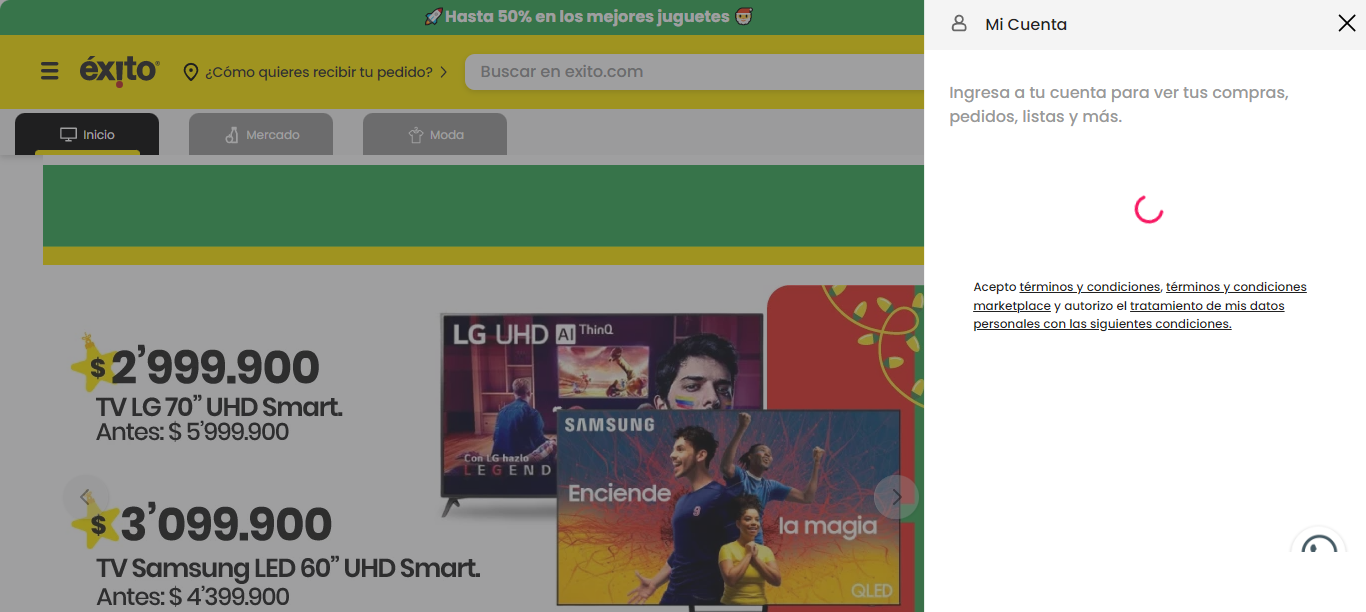 Hasta 50% en los mejores juguetes
éxito
¿Cómo quieres recibir tu pedido?
Buscar en exito.com
Inicio
Mercado
Moda
Mi Cuenta
Ingresa a tu cuenta para ver tus compras,
pedidos, listas y más.
Acepto términos y condiciones, términos y condiciones
marketplace y autorizo el tratamiento de mis datos
personales con las siguientes condiciones.
$2’999.900
TV LG 70” UHD Smart.
Antes: $ 5’999.900
$3’099.900
TV Samsung LED 60” UHD Smart.
Antes: $ 4’399.900
LG UHD AI ThinQ
Con LG hazlo
LEGEND
SAMSUNG
Enciende
la magia
QLED